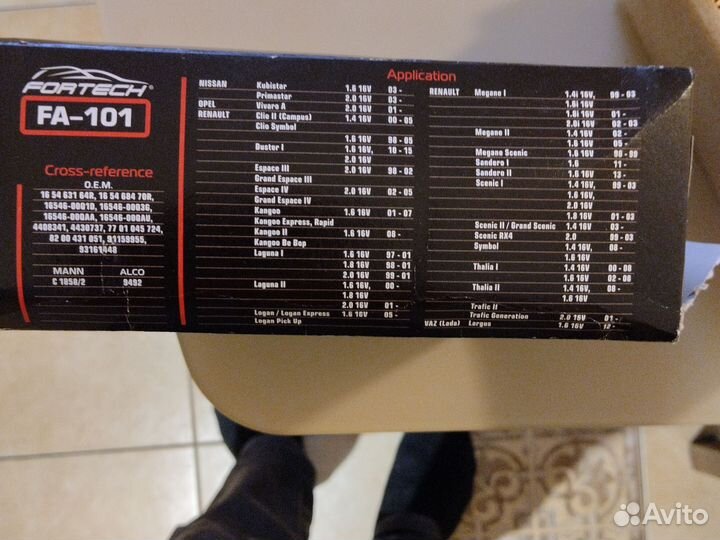 FORTECH
FA-101
Cross-reference
O.E.M.
16 54 631 64R, 16 54 684 70R,
16546-0001D, 16546-0003G,
16546-000AA, 16546-000AU,
4408341, 4430737, 77 01 045 724,
82 00 431 051, 91159955,
93161448
MANN ALCO
C 1858/2 9492
Application
NISSAN Kubistar 1.6 16V 03 -
Primastar 2.0 16V 03 -
OPEL Vivaro A 2.0 16V 01 -
RENAULT Clio II (Campus) 1.4 16V 00 - 05
Clio Symbol
1.6 16V 98 - 05
Duster I 1.6 16V, 10 - 15
2.0 16V
Espace III 2.0 16V 98 - 02
Grand Espace III
Espace IV 2.0 16V 02 - 05
Grand Espace IV
Kangoo 1.6 16V 01 - 07
Kangoo Express, Rapid
Kangoo II 1.6 16V 08 -
Kangoo Be Bop
Laguna I 1.6 16V 97 - 01
1.8 16V 98 - 01
2.0 16V 99 - 01
Laguna II 1.6 16V, 00 -
1.8 16V
2.0 16V 01 -
Logan / Logan Express 1.6 16V 05 -
Logan Pick Up
RENAULT Megane I 1.4i 16V, 99 - 03
1.6i 16V
1.8i 16V 01 -
2.0i 16V 02 - 03
Megane II 1.4 16V 02 -
1.6 16V 05 -
Megane Scenic 1.6 16V 98 - 99
Sandero I 1.6 11 -
Sandero II 1.6 16V 13 -
Scenic I 1.4 16V, 99 - 03
1.6 16V
2.0 16V
1.8 16V 01 - 03
Scenic II / Grand Scenic 1.4 16V 03 -
Scenic RX4 2.0 99 - 03
Symbol 1.4 16V 08 -
1.6 16V
Thalia I 1.4 16V 00 - 08
1.6 16V 02 - 08
Thalia II 1.4 16V, 08 -
1.6 16V
Trafic II
Trafic Generation 2.0 16V 01 -
VAZ (Lada) Largus 1.6 16V 12 -
Avito